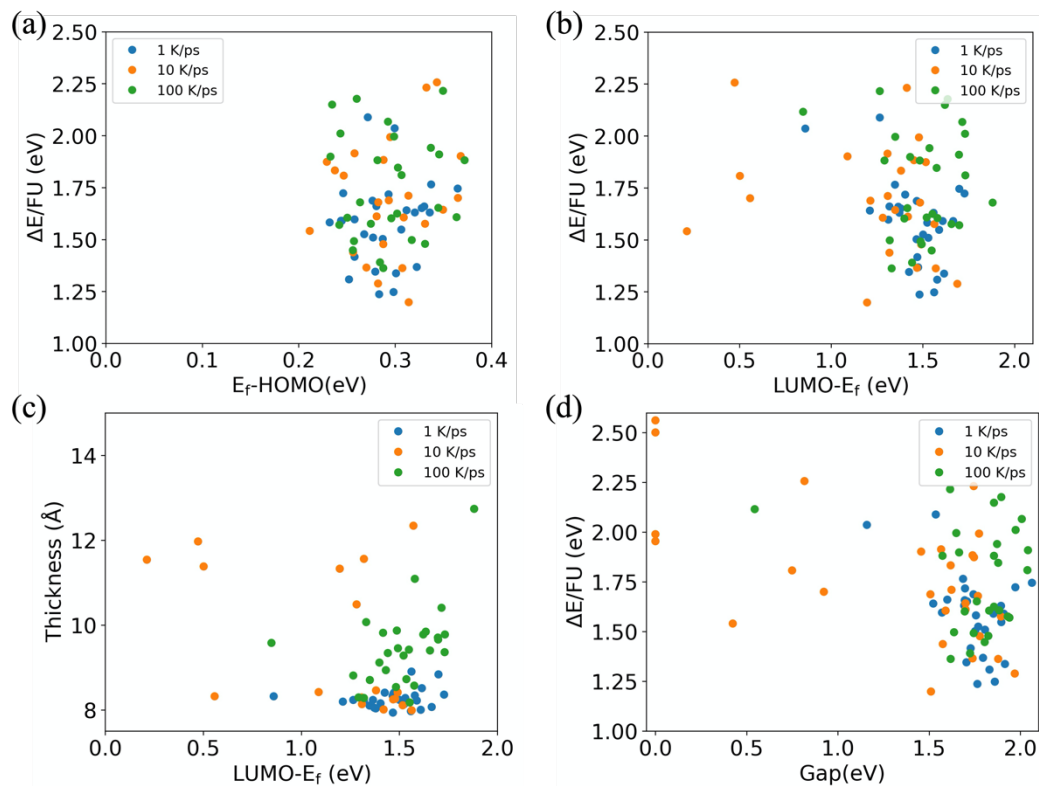 (a)
2.50
2.25
2.00
1.75
1.50
1.25
1.00
ΔE/FU (eV)
1 K/ps
10 K/ps
100 K/ps
0.0
0.1
0.2
0.3
0.4
E_f-HOMO(eV)
(b)
2.50
2.25
2.00
1.75
1.50
1.25
1.00
ΔE/FU (eV)
1 K/ps
10 K/ps
100 K/ps
0.0
0.5
1.0
1.5
2.0
LUMO-E_f (eV)
(c)
14
12
10
8
Thickness (Å)
1 K/ps
10 K/ps
100 K/ps
0.0
0.5
1.0
1.5
2.0
LUMO-E_f (eV)
(d)
2.50
2.25
2.00
1.75
1.50
1.25
1.00
ΔE/FU (eV)
1 K/ps
10 K/ps
100 K/ps
0.0
0.5
1.0
1.5
2.0
Gap(eV)